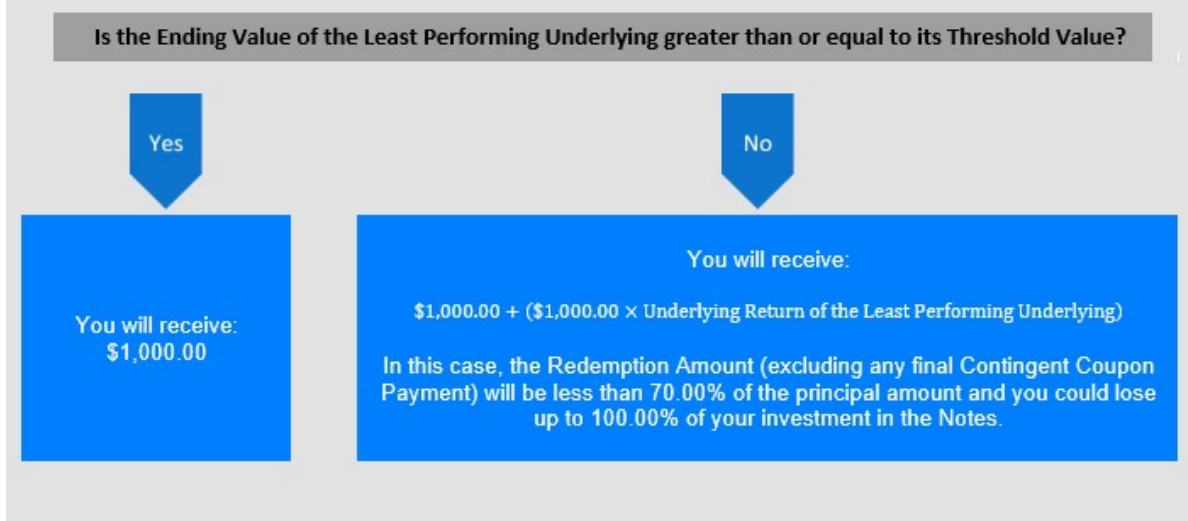 Is the Ending Value of the Least Performing Underlying greater than or equal to its Threshold Value?
Yes
No
You will receive:
$1,000.00
You will receive:
$1,000.00 + ($1,000.00 × Underlying Return of the Least Performing Underlying)
In this case, the Redemption Amount (excluding any final Contingent Coupon
Payment) will be less than 70.00% of the principal amount and you could lose
up to 100.00% of your investment in the Notes.